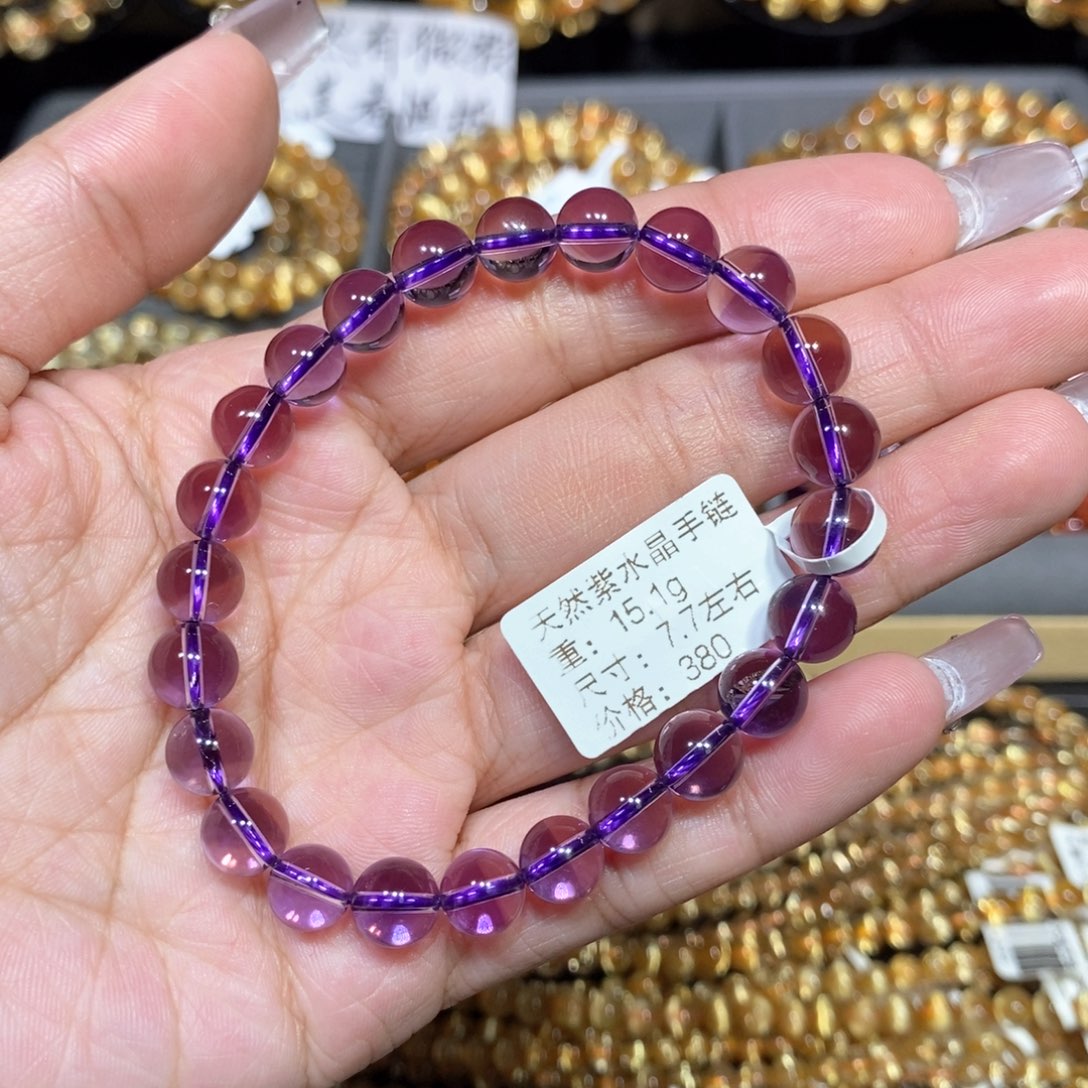 天然紫水晶手链
重：15.1g
尺寸：7.7左右
价格：380